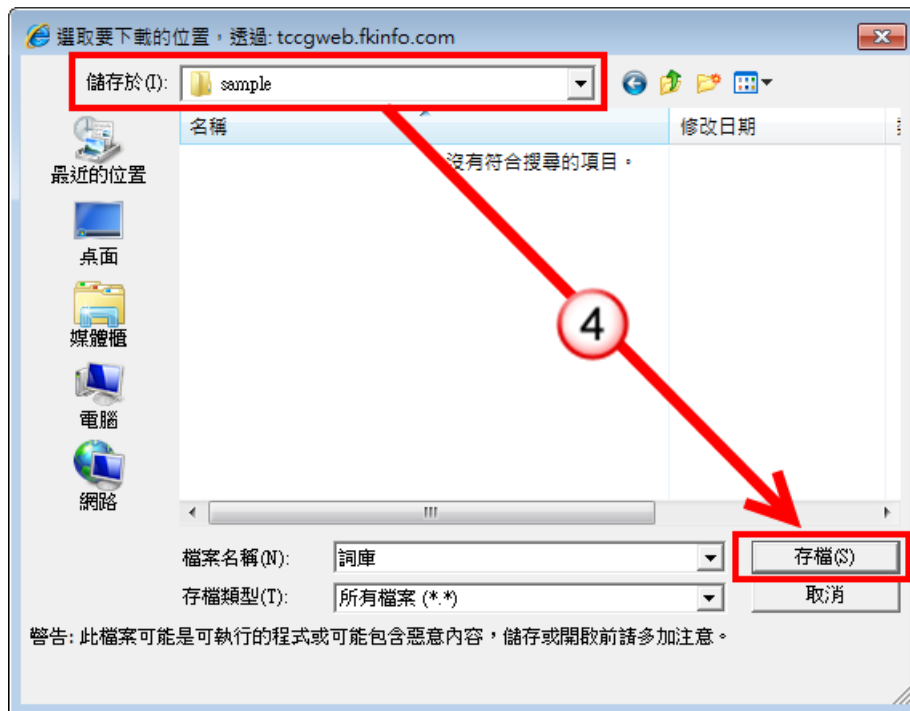 選取要下載的位置，透過: tccgweb.fkinfo.com
儲存於(I):
sample
名稱
修改日期
沒有符合搜尋的項目。
最近的位置
桌面
媒體櫃
電腦
網路
4
檔案名稱(N):
詞庫
存檔(S)
存檔類型(T):
所有檔案 (*.*)
取消
警告: 此檔案可能是可執行的程式或可能包含惡意內容，儲存或開啟前請多加注意。